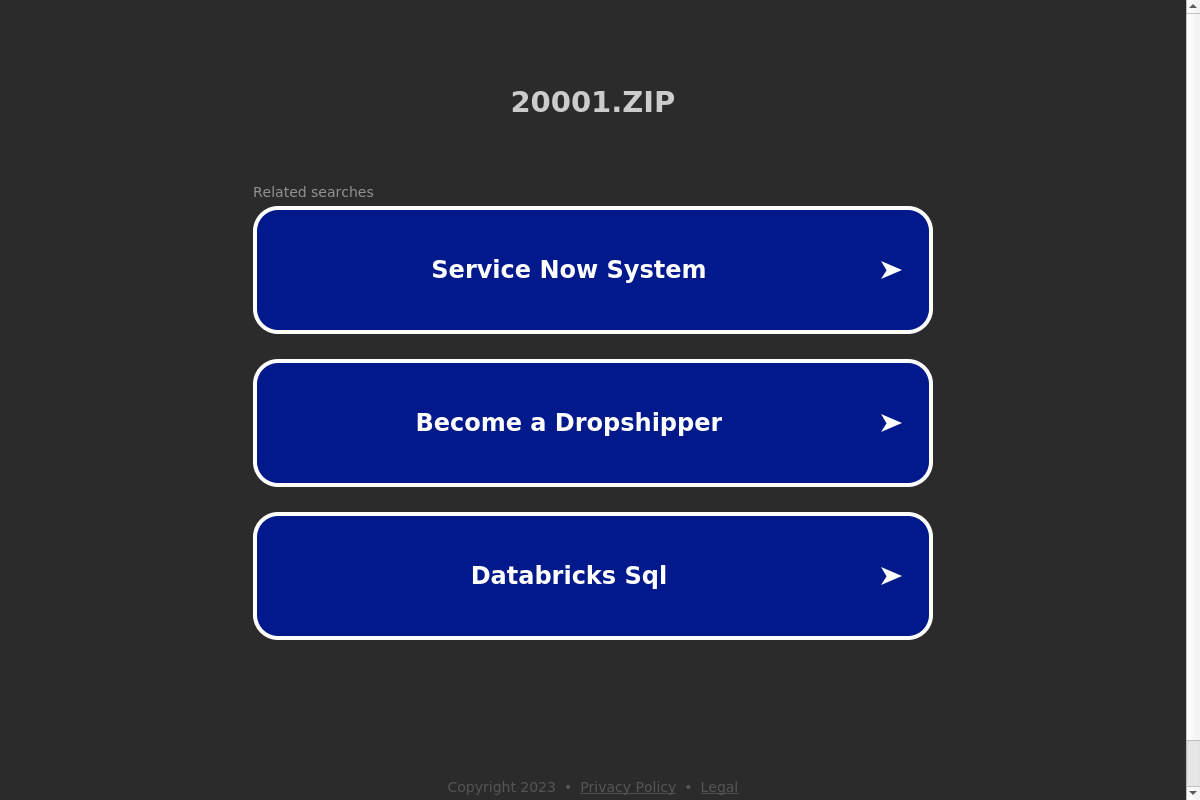 20001.ZIP
Related searches
Service Now System
Become a Dropshipper
Databricks Sql
Copyright 2023 • Privacy Policy • Legal